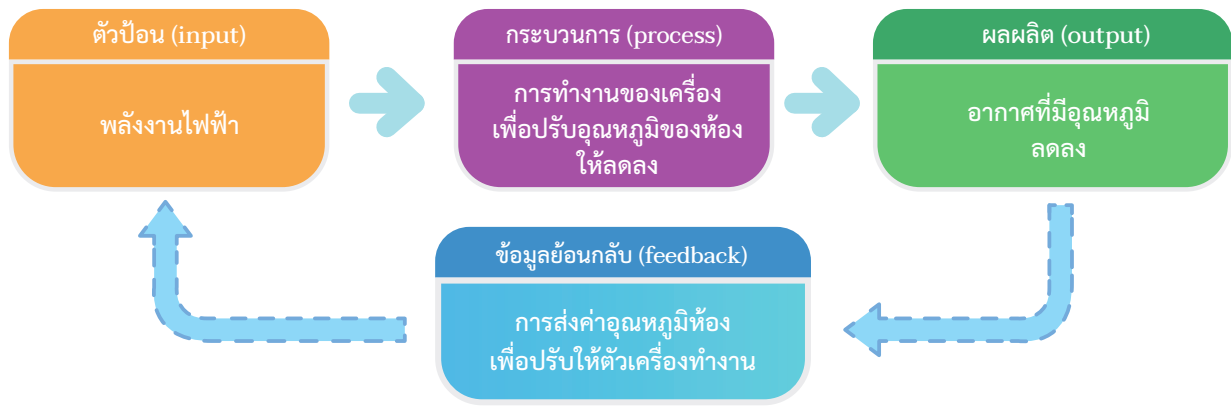 ตัวป้อน (input)
พลังงานไฟฟ้า
กระบวนการ (process)
การทำงานของเครื่อง
เพื่อปรับอุณหภูมิของห้อง
ให้ลดลง
ผลผลิต (output)
อากาศที่มีอุณหภูมิ
ลดลง
ข้อมูลย้อนกลับ (feedback)
การส่งค่าอุณหภูมิห้อง
เพื่อปรับให้ตัวเครื่องทำงาน